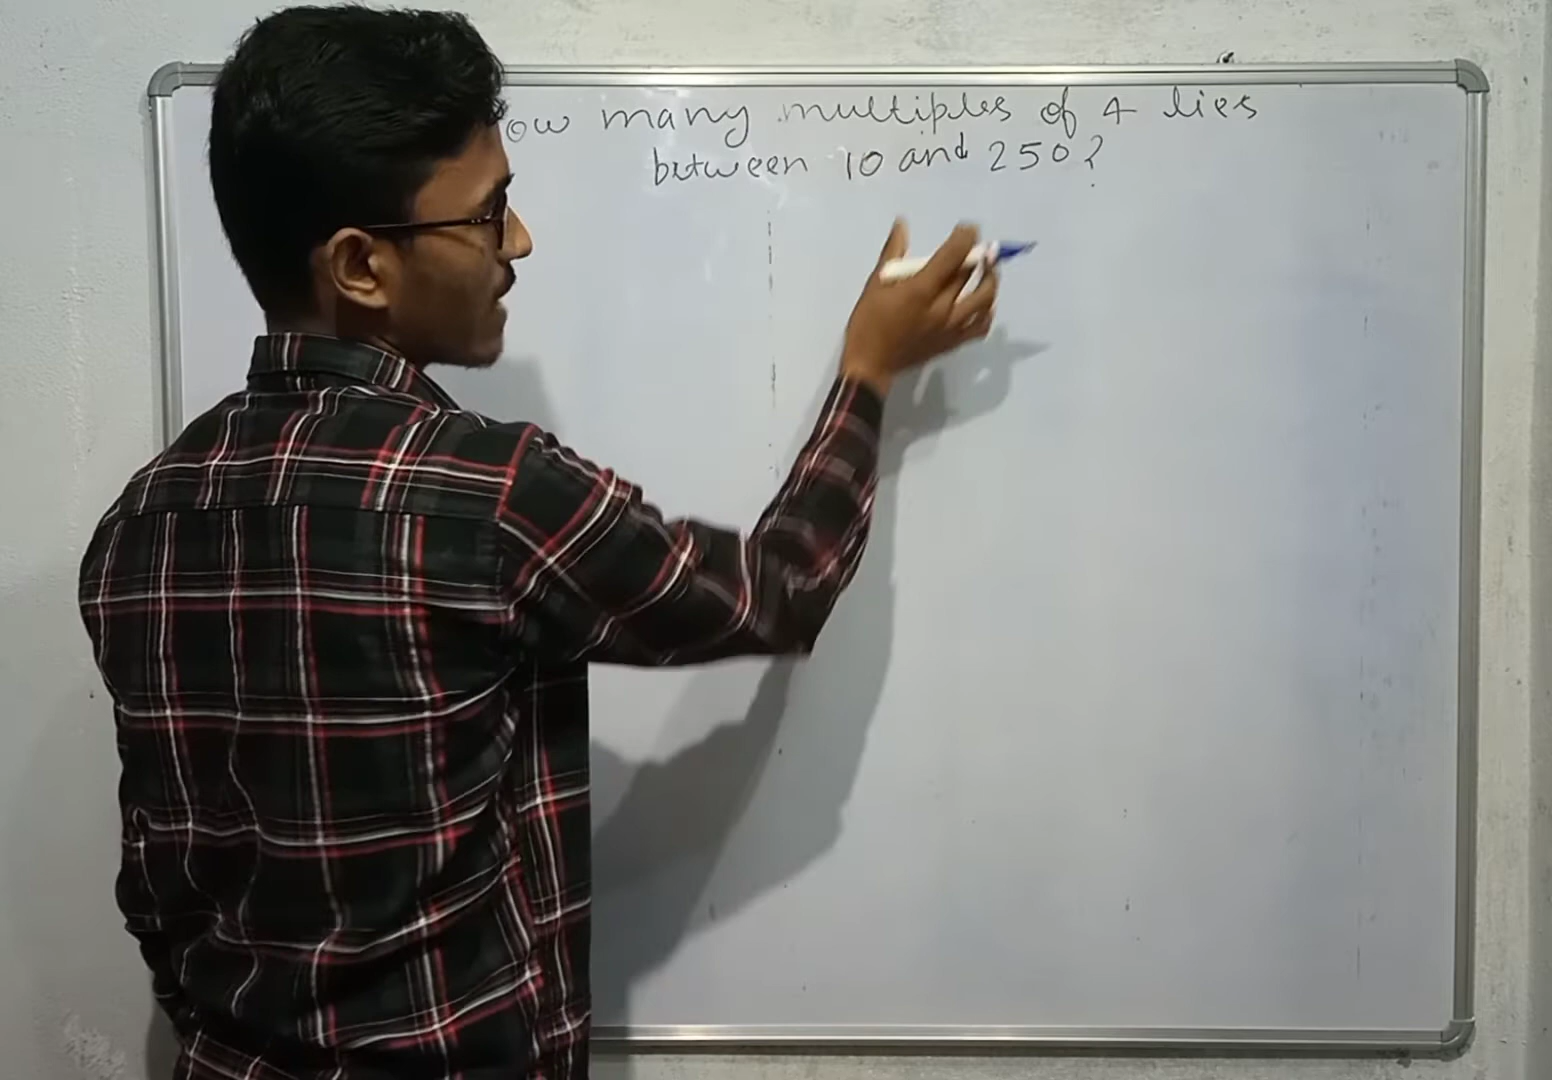 ow many multiples of 4 lies
between 10 and 250?